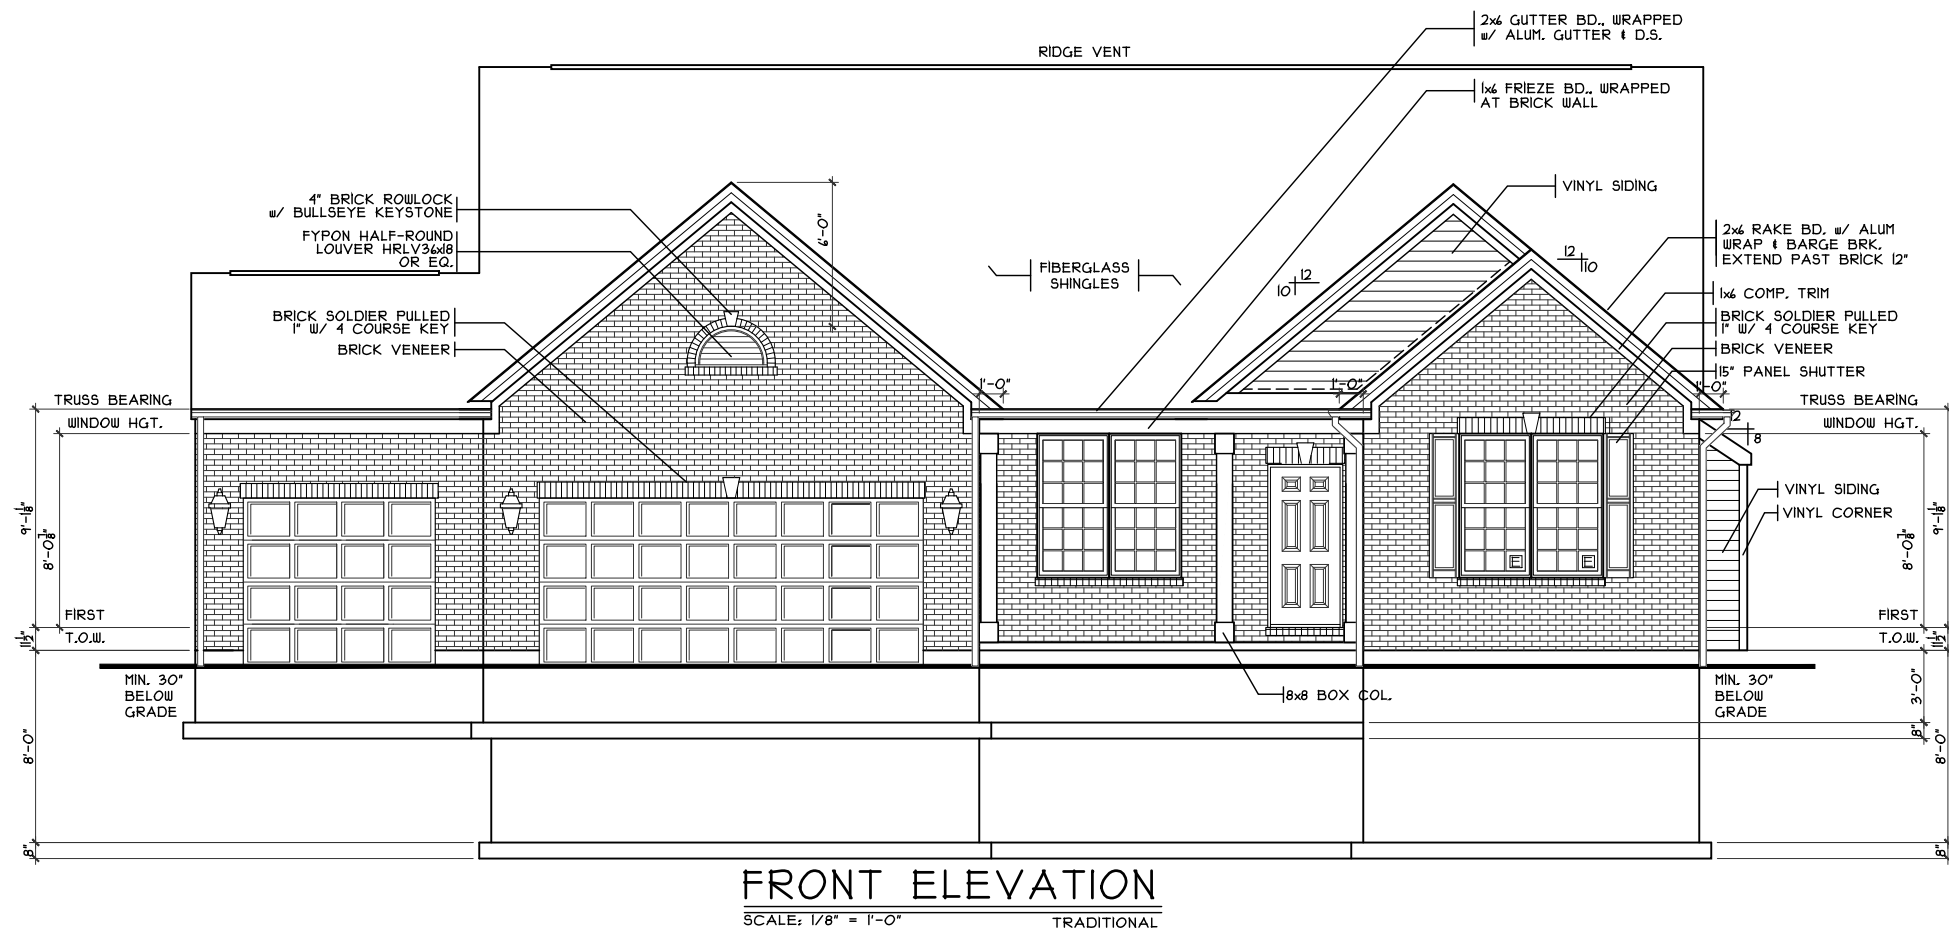 2x6 GUTTER BD., WRAPPED
w/ ALUM. GUTTER & D.S.
RIDGE VENT
1x6 FRIEZE BD., WRAPPED
AT BRICK WALL
4" BRICK ROWLOCK
w/ BULLSEYE KEYSTONE
FYPON HALF-ROUND
LOUVER HRLV36x18
OR EQ.
BRICK SOLDIER PULLED
1" W/ 4 COURSE KEY
BRICK VENEER
6'-0"
FIBERGLASS
SHINGLES
12
10
12
10
VINYL SIDING
2x6 RAKE BD. w/ ALUM
WRAP & BARGE BRK.
EXTEND PAST BRICK 12"
1x6 COMP. TRIM
BRICK SOLDIER PULLED
1" W/ 4 COURSE KEY
BRICK VENEER
15" PANEL SHUTTER
1'-0"
1'-0"
1'-0"
TRUSS BEARING
WINDOW HGT.
TRUSS BEARING
WINDOW HGT.
12
8
9'-1 1/8"
8'-0 1/8"
VINYL SIDING
VINYL CORNER
8'-0 1/8"
9'-1 1/8"
E
E
FIRST
T.O.W.
11 1/2"
FIRST
T.O.W.
11 1/2"
MIN. 30"
BELOW
GRADE
8x8 BOX COL.
MIN. 30"
BELOW
GRADE
3'-0"
8"
8'-0"
8'-0"
8"
8"
FRONT ELEVATION
SCALE: 1/8" = 1'-0"
TRADITIONAL